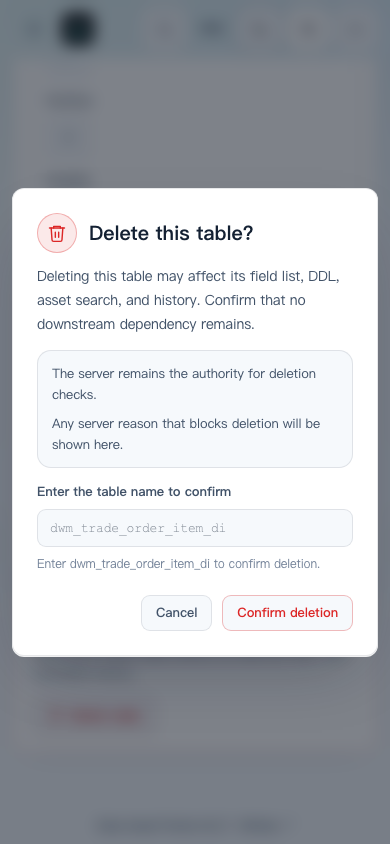 Delete this table?
Deleting this table may affect its field list, DDL,
asset search, and history. Confirm that no
downstream dependency remains.
The server remains the authority for deletion
checks.
Any server reason that blocks deletion will be
shown here.
Enter the table name to confirm
dwm_trade_order_item_di
Enter dwm_trade_order_item_di to confirm deletion.
Cancel
Confirm deletion